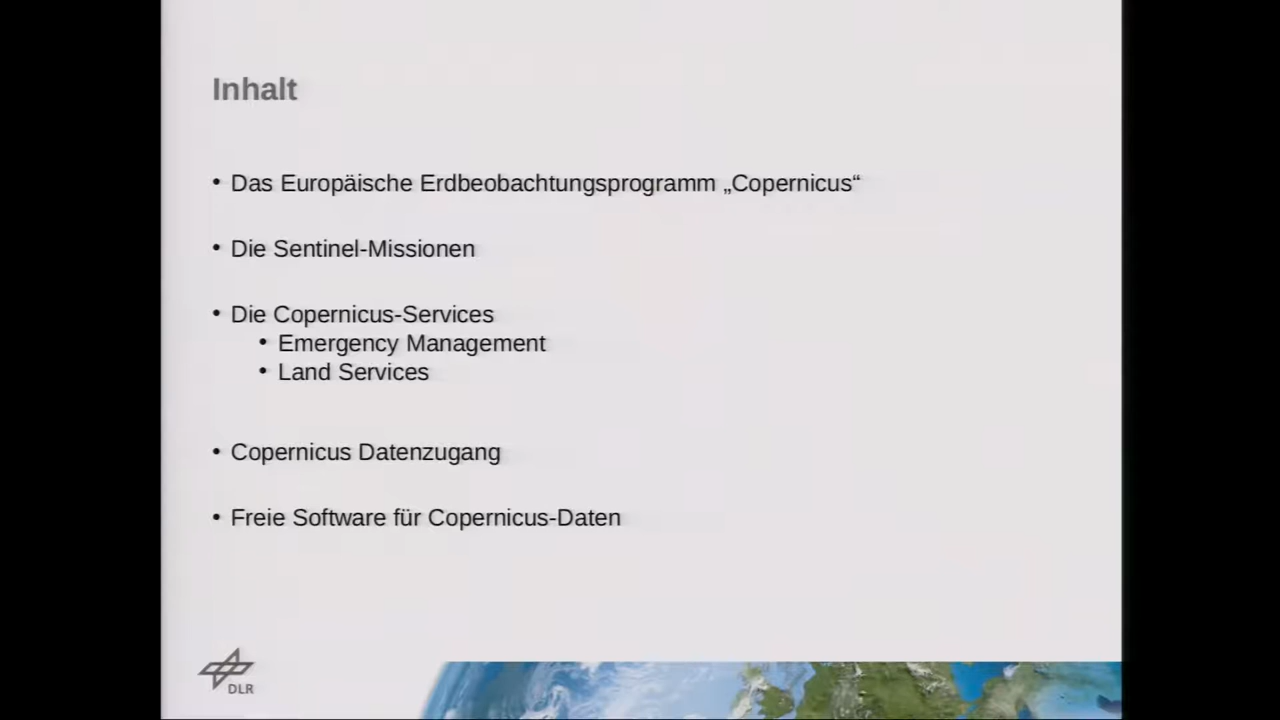 Inhalt
• Das Europäische Erdbeobachtungsprogramm „Copernicus“
• Die Sentinel-Missionen
• Die Copernicus-Services
• Emergency Management
• Land Services
• Copernicus Datenzugang
• Freie Software für Copernicus-Daten
DLR